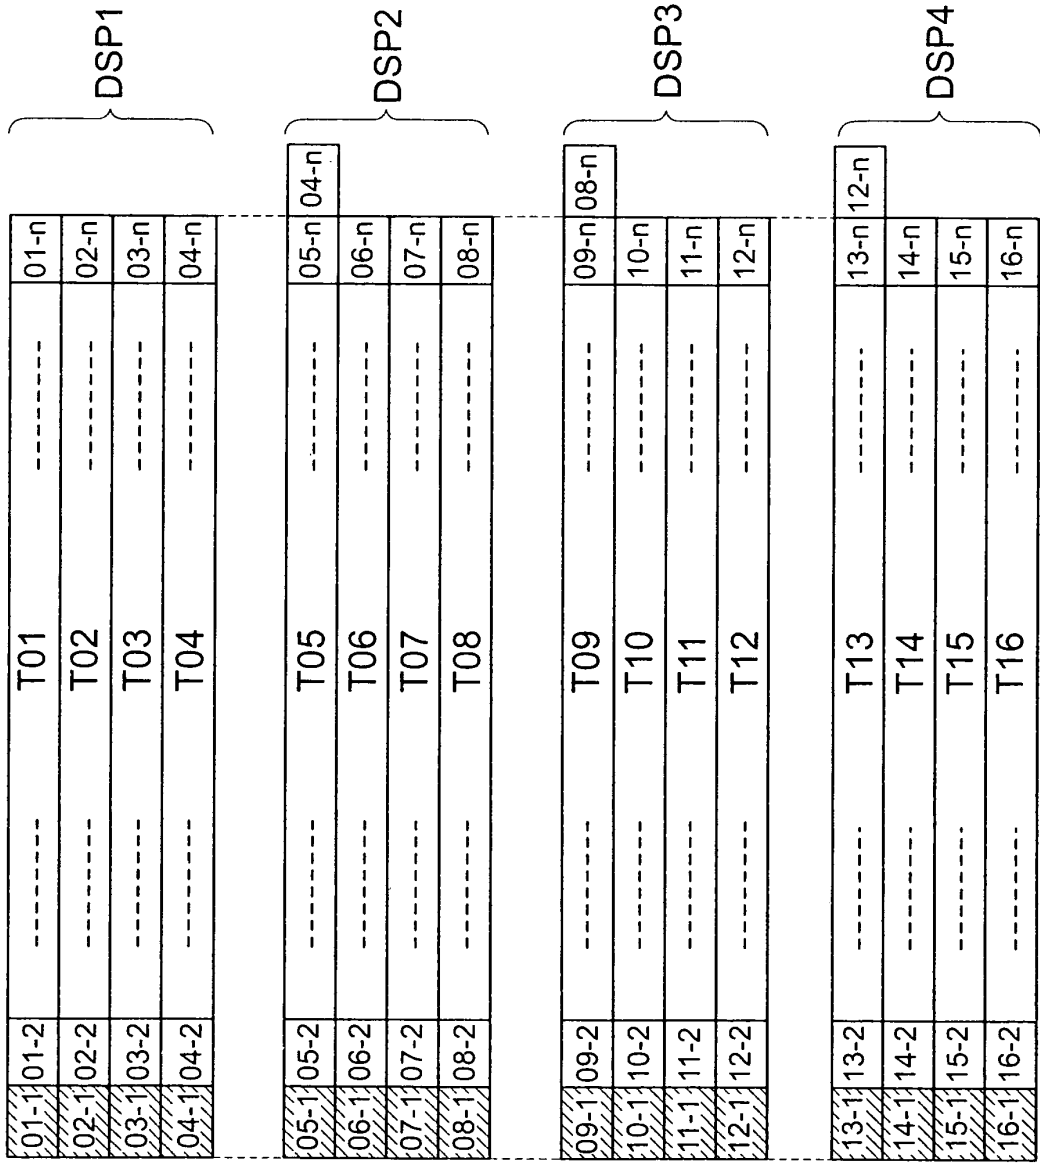 01-1 01-2 -------- T01 -------- 01-n
02-1 02-2 -------- T02 -------- 02-n
03-1 03-2 -------- T03 -------- 03-n
04-1 04-2 -------- T04 -------- 04-n
DSP1
05-1 05-2 -------- T05 -------- 05-n 04-n
06-1 06-2 -------- T06 -------- 06-n
07-1 07-2 -------- T07 -------- 07-n
08-1 08-2 -------- T08 -------- 08-n
DSP2
09-1 09-2 -------- T09 -------- 09-n 08-n
10-1 10-2 -------- T10 -------- 10-n
11-1 11-2 -------- T11 -------- 11-n
12-1 12-2 -------- T12 -------- 12-n
DSP3
13-1 13-2 -------- T13 -------- 13-n 12-n
14-1 14-2 -------- T14 -------- 14-n
15-1 15-2 -------- T15 -------- 15-n
16-1 16-2 -------- T16 -------- 16-n
DSP4